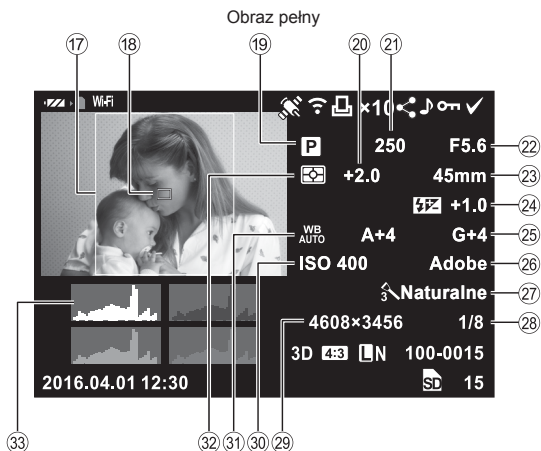 Obraz pełny
⑰ ⑱ ⑲ ⑳ ㉑
Wi-Fi ×10
P 250 F5.6 ㉒
+2.0 45mm ㉓
+1.0 ㉔
WB AUTO A+4 G+4 ㉕
ISO 400 Adobe ㉖
3 Naturalne ㉗
4608×3456 1/8 ㉘
3D 4:3 L N 100-0015
2016.04.01 12:30 SD 15
㉝ ㉜ ㉛ ㉚ ㉙